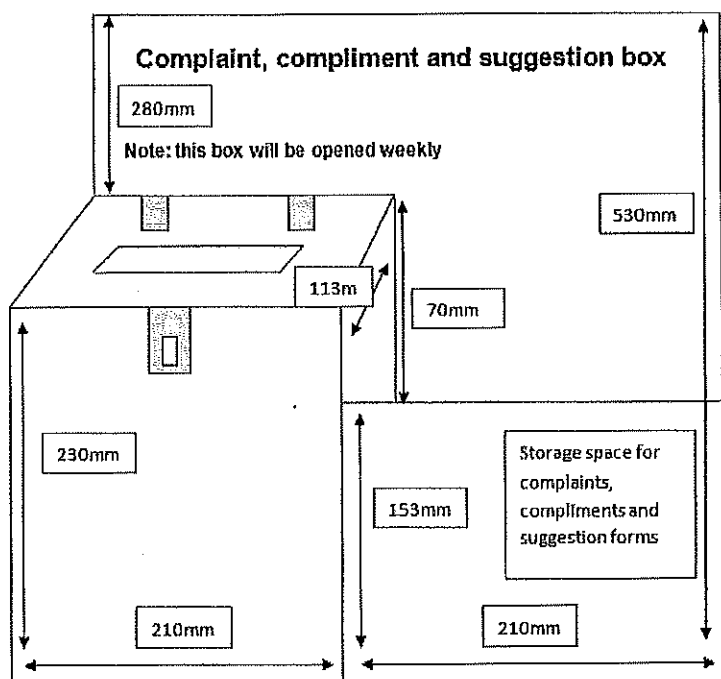 Complaint, compliment and suggestion box
280mm
Note: this box will be opened weekly
530mm
113m
70mm
230mm
153mm
Storage space for
complaints,
compliments and
suggestion forms
210mm
210mm